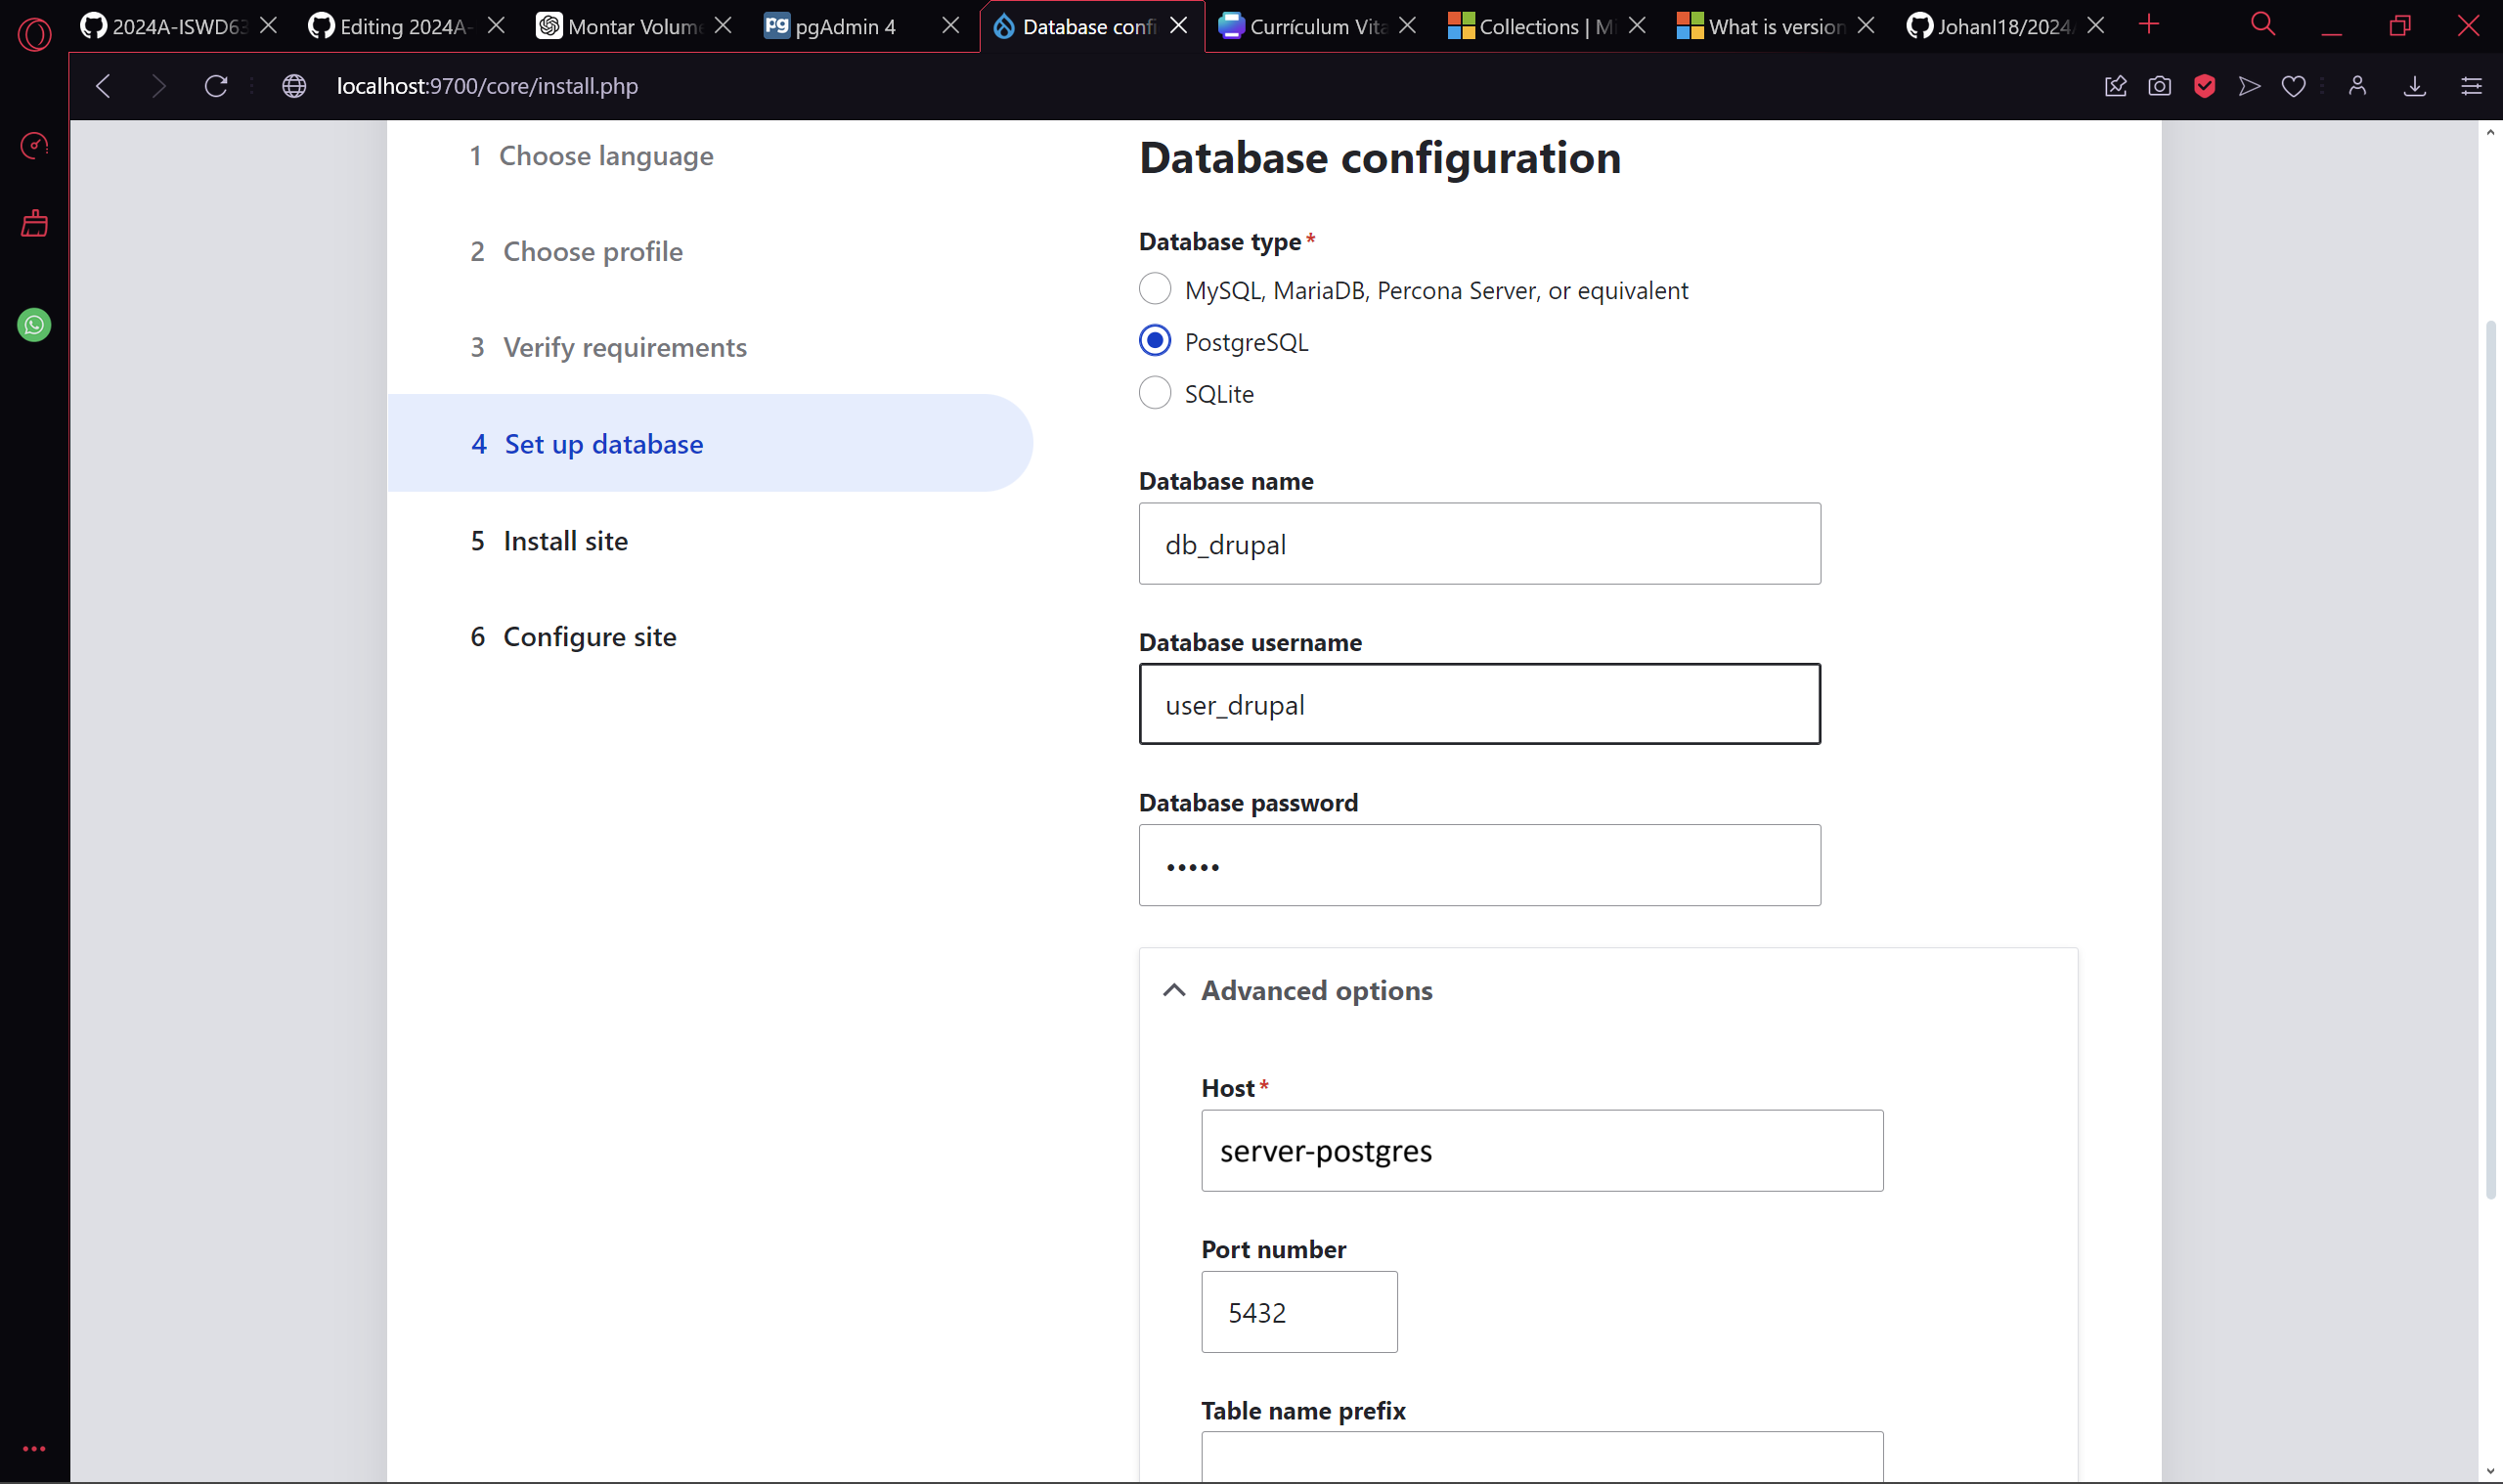 2024A-ISWD63
Editing 2024A-
Montar Volum
pgAdmin 4
Database confi
Currículum Vita
Collections | Mi
What is version
JohanI18/2024
localhost:9700/core/install.php
1 Choose language
2 Choose profile
3 Verify requirements
4 Set up database
5 Install site
6 Configure site
Database configuration
Database type*
MySQL, MariaDB, Percona Server, or equivalent
PostgreSQL
SQLite
Database name
db_drupal
Database username
user_drupal
Database password
•••••
Advanced options
Host*
server-postgres
Port number
5432
Table name prefix